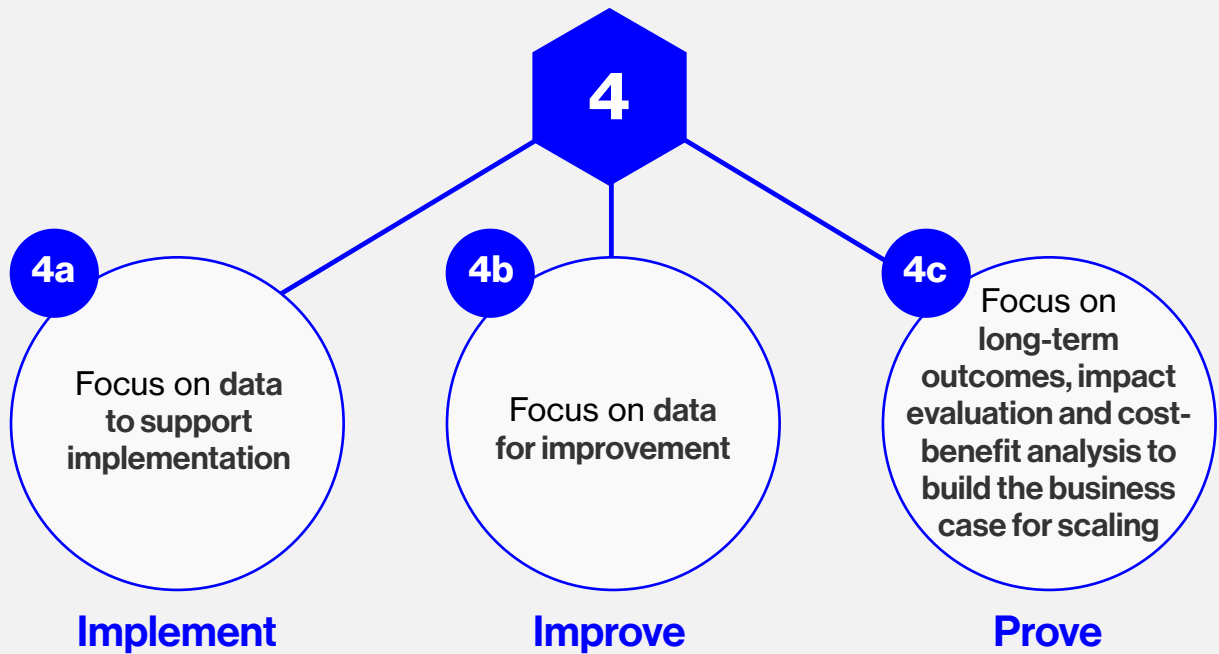 4
4a
Focus on data
to support
implementation
Implement
4b
Focus on data
for improvement
Improve
4c
Focus on
long-term
outcomes, impact
evaluation and cost-
benefit analysis to
build the business
case for scaling
Prove